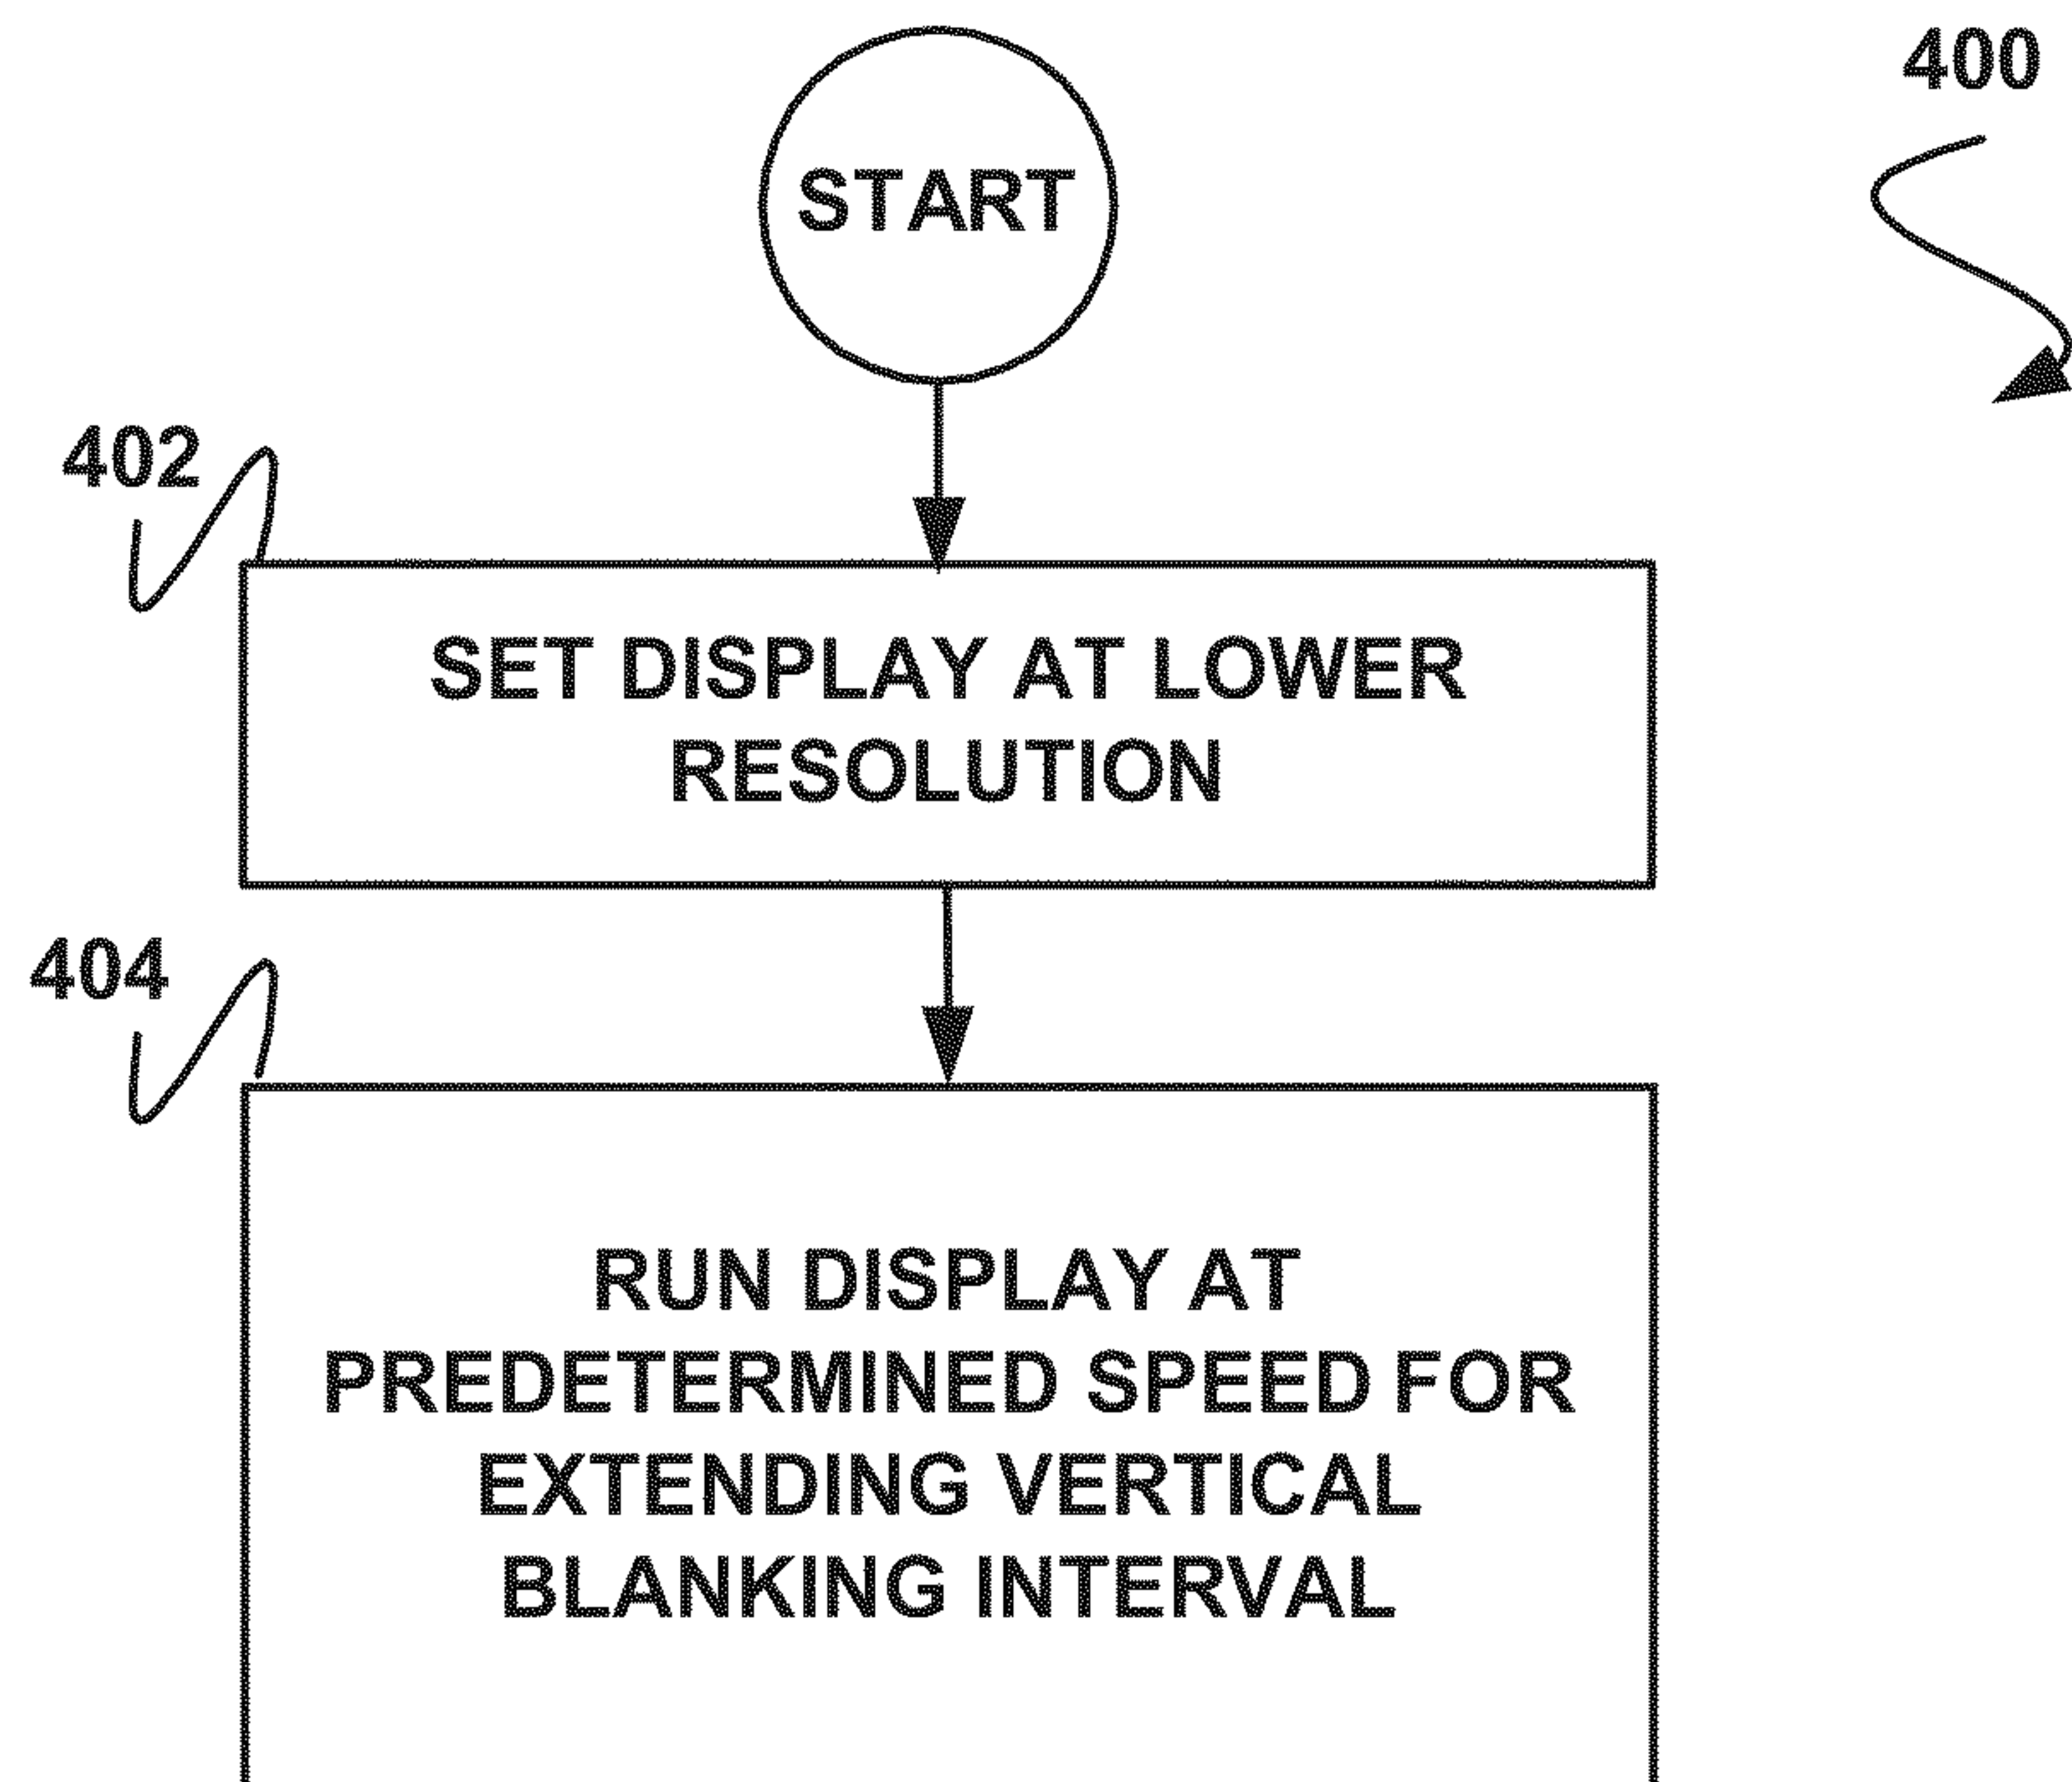 400
START
402
SET DISPLAY AT LOWER
RESOLUTION
404
RUN DISPLAY AT
PREDETERMINED SPEED FOR
EXTENDING VERTICAL
BLANKING INTERVAL